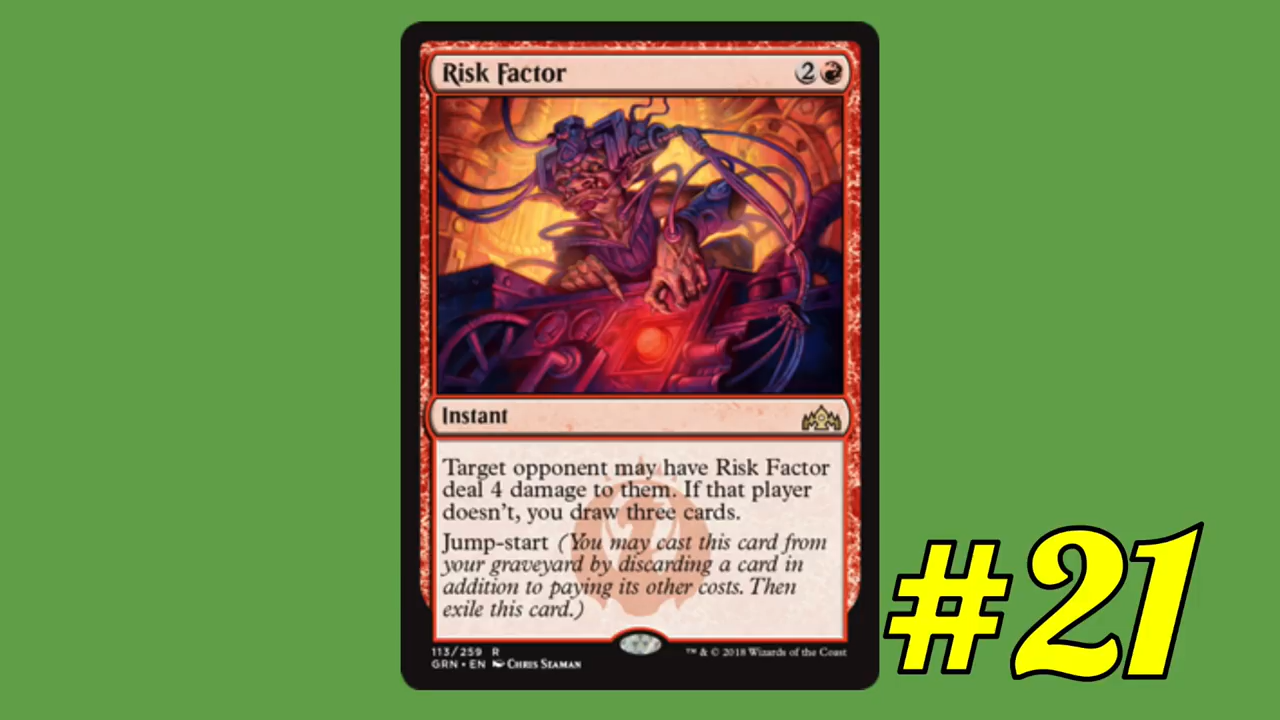 Risk Factor 2
Instant
Target opponent may have Risk Factor
deal 4 damage to them. If that player
doesn't, you draw three cards.
Jump-start (You may cast this card from
your graveyard by discarding a card in
addition to paying its other costs. Then
exile this card.)
113/259 R
GRN • EN Chris Seaman
™ & © 2018 Wizards of the Coast
#21